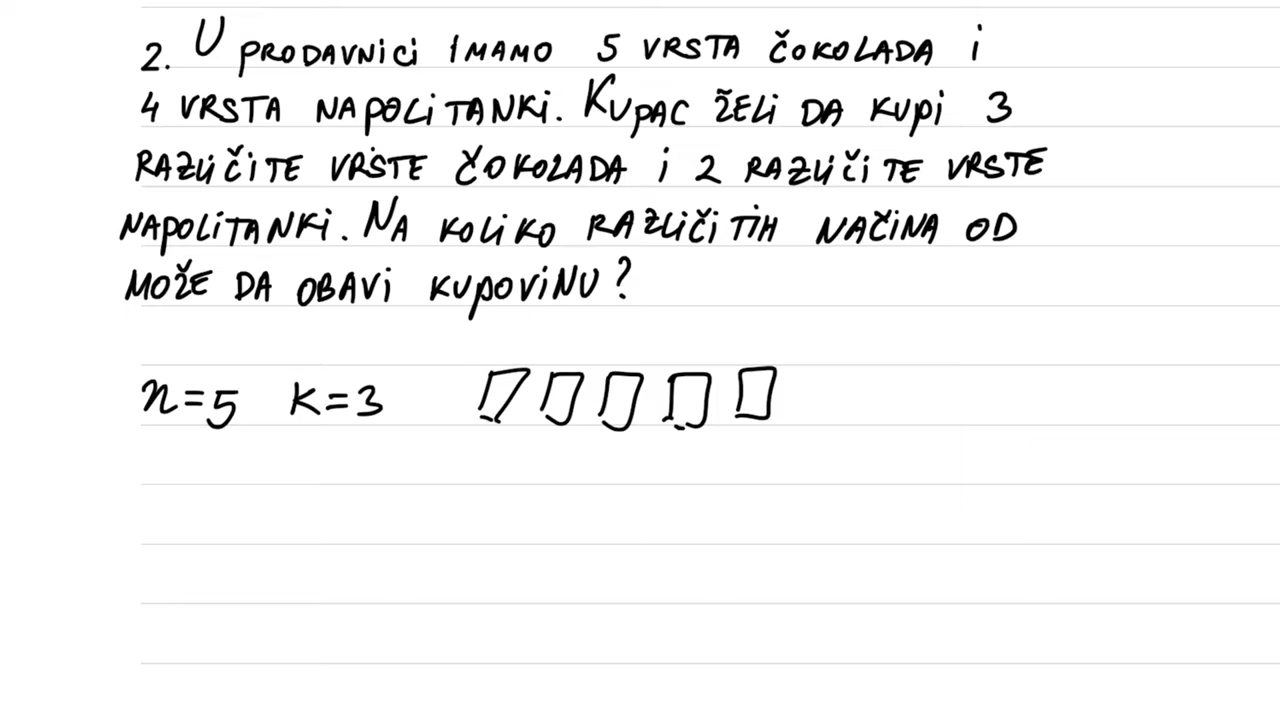 2. U PRODAVNICI IMAMO 5 VRSTA ČOKOLADA I
4 VRSTA NAPOLITANKI. KUPAC ŽELI DA KUPI 3
RAZLIČITE VRSTE ČOKOLADA I 2 RAZLIČITE VRSTE
NAPOLITANKI. NA KOLIKO RAZLIČITIH NAČINA OD
MOŽE DA OBAVI KUPOVINU?
n=5 K=3